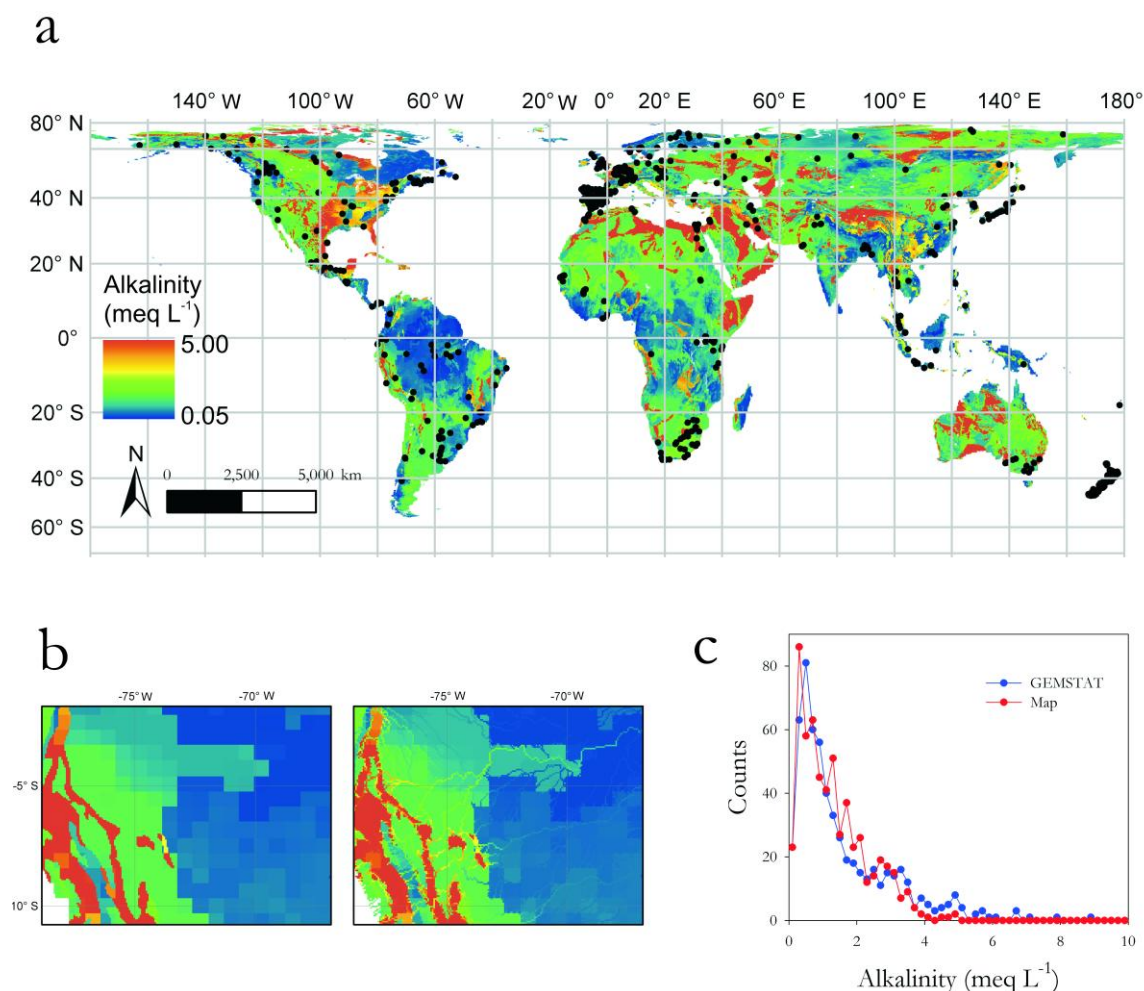 a
140° W 100° W 60° W 20° W 0° 20° E 60° E 100° E 140° E 180°
80° N
40° N
20° N
0°
20° S
40° S
60° S
Alkalinity
(meq L-1)
5.00
0.05
N
0 2,500 5,000 km
b
-75° W -70° W -75° W -70° W
-5° S
-10° S
c
80
60
40
20
0
Counts
GEMSTAT
Map
0 2 4 6 8 10
Alkalinity (meq L-1)